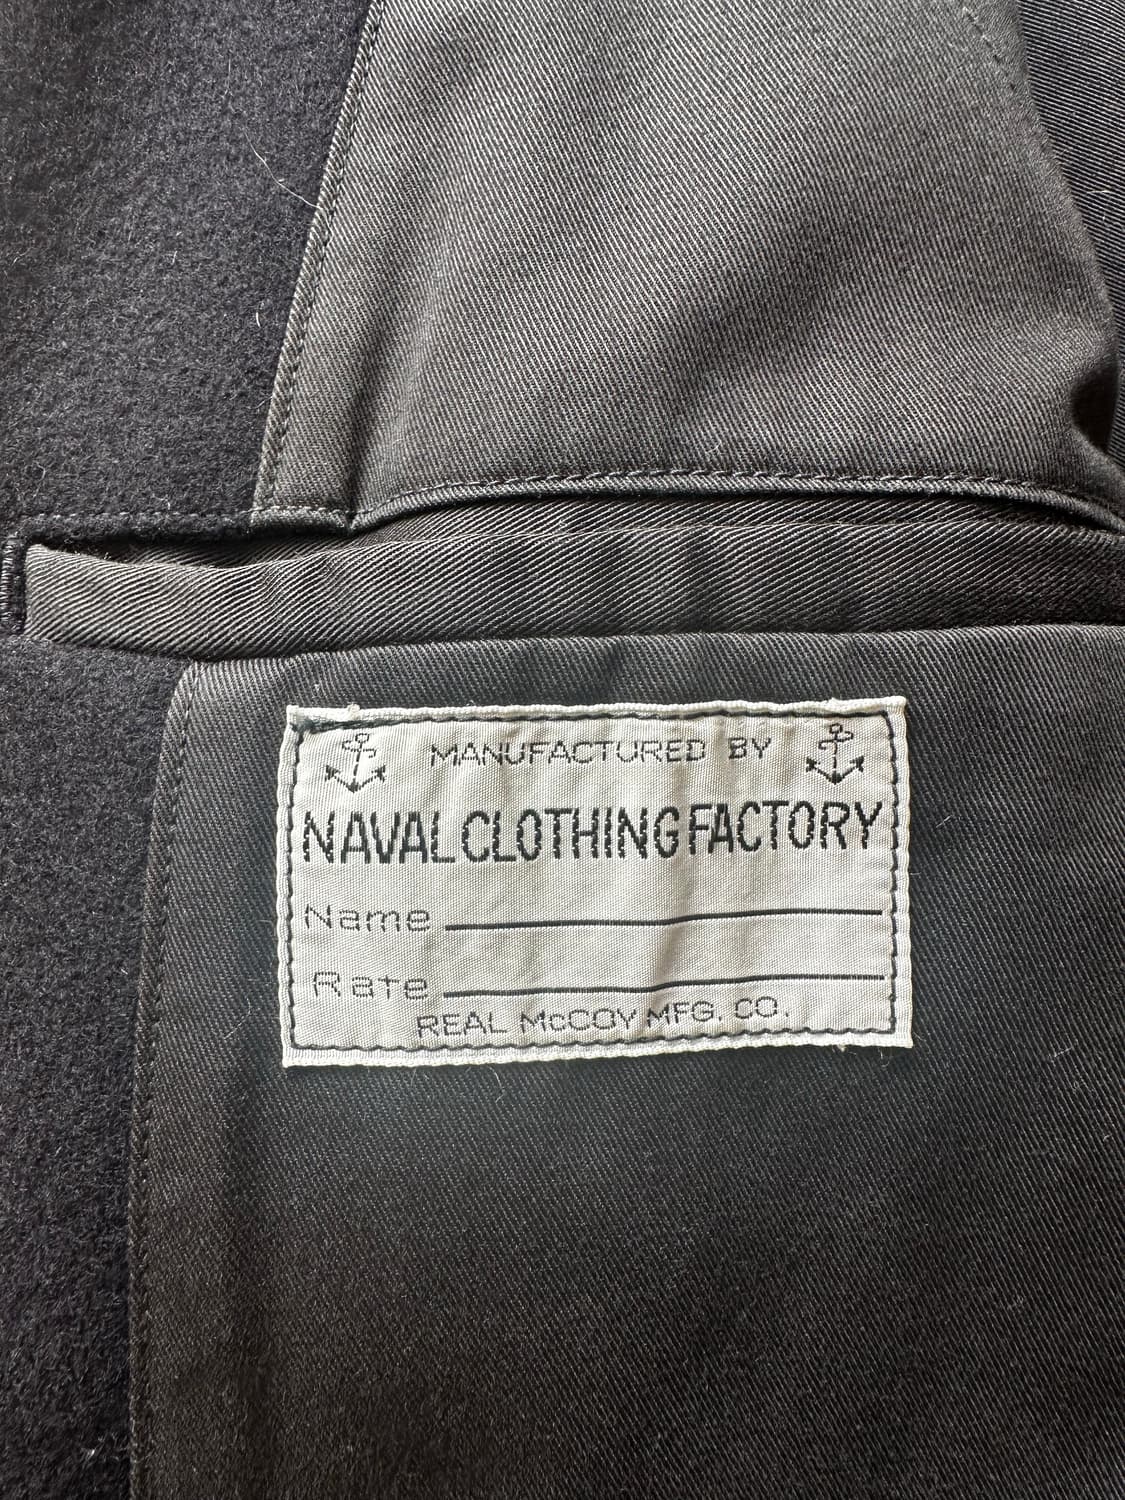 MANUFACTURED BY
NAVAL CLOTHING FACTORY
Name
Rate
REAL McCOY MFG. CO.